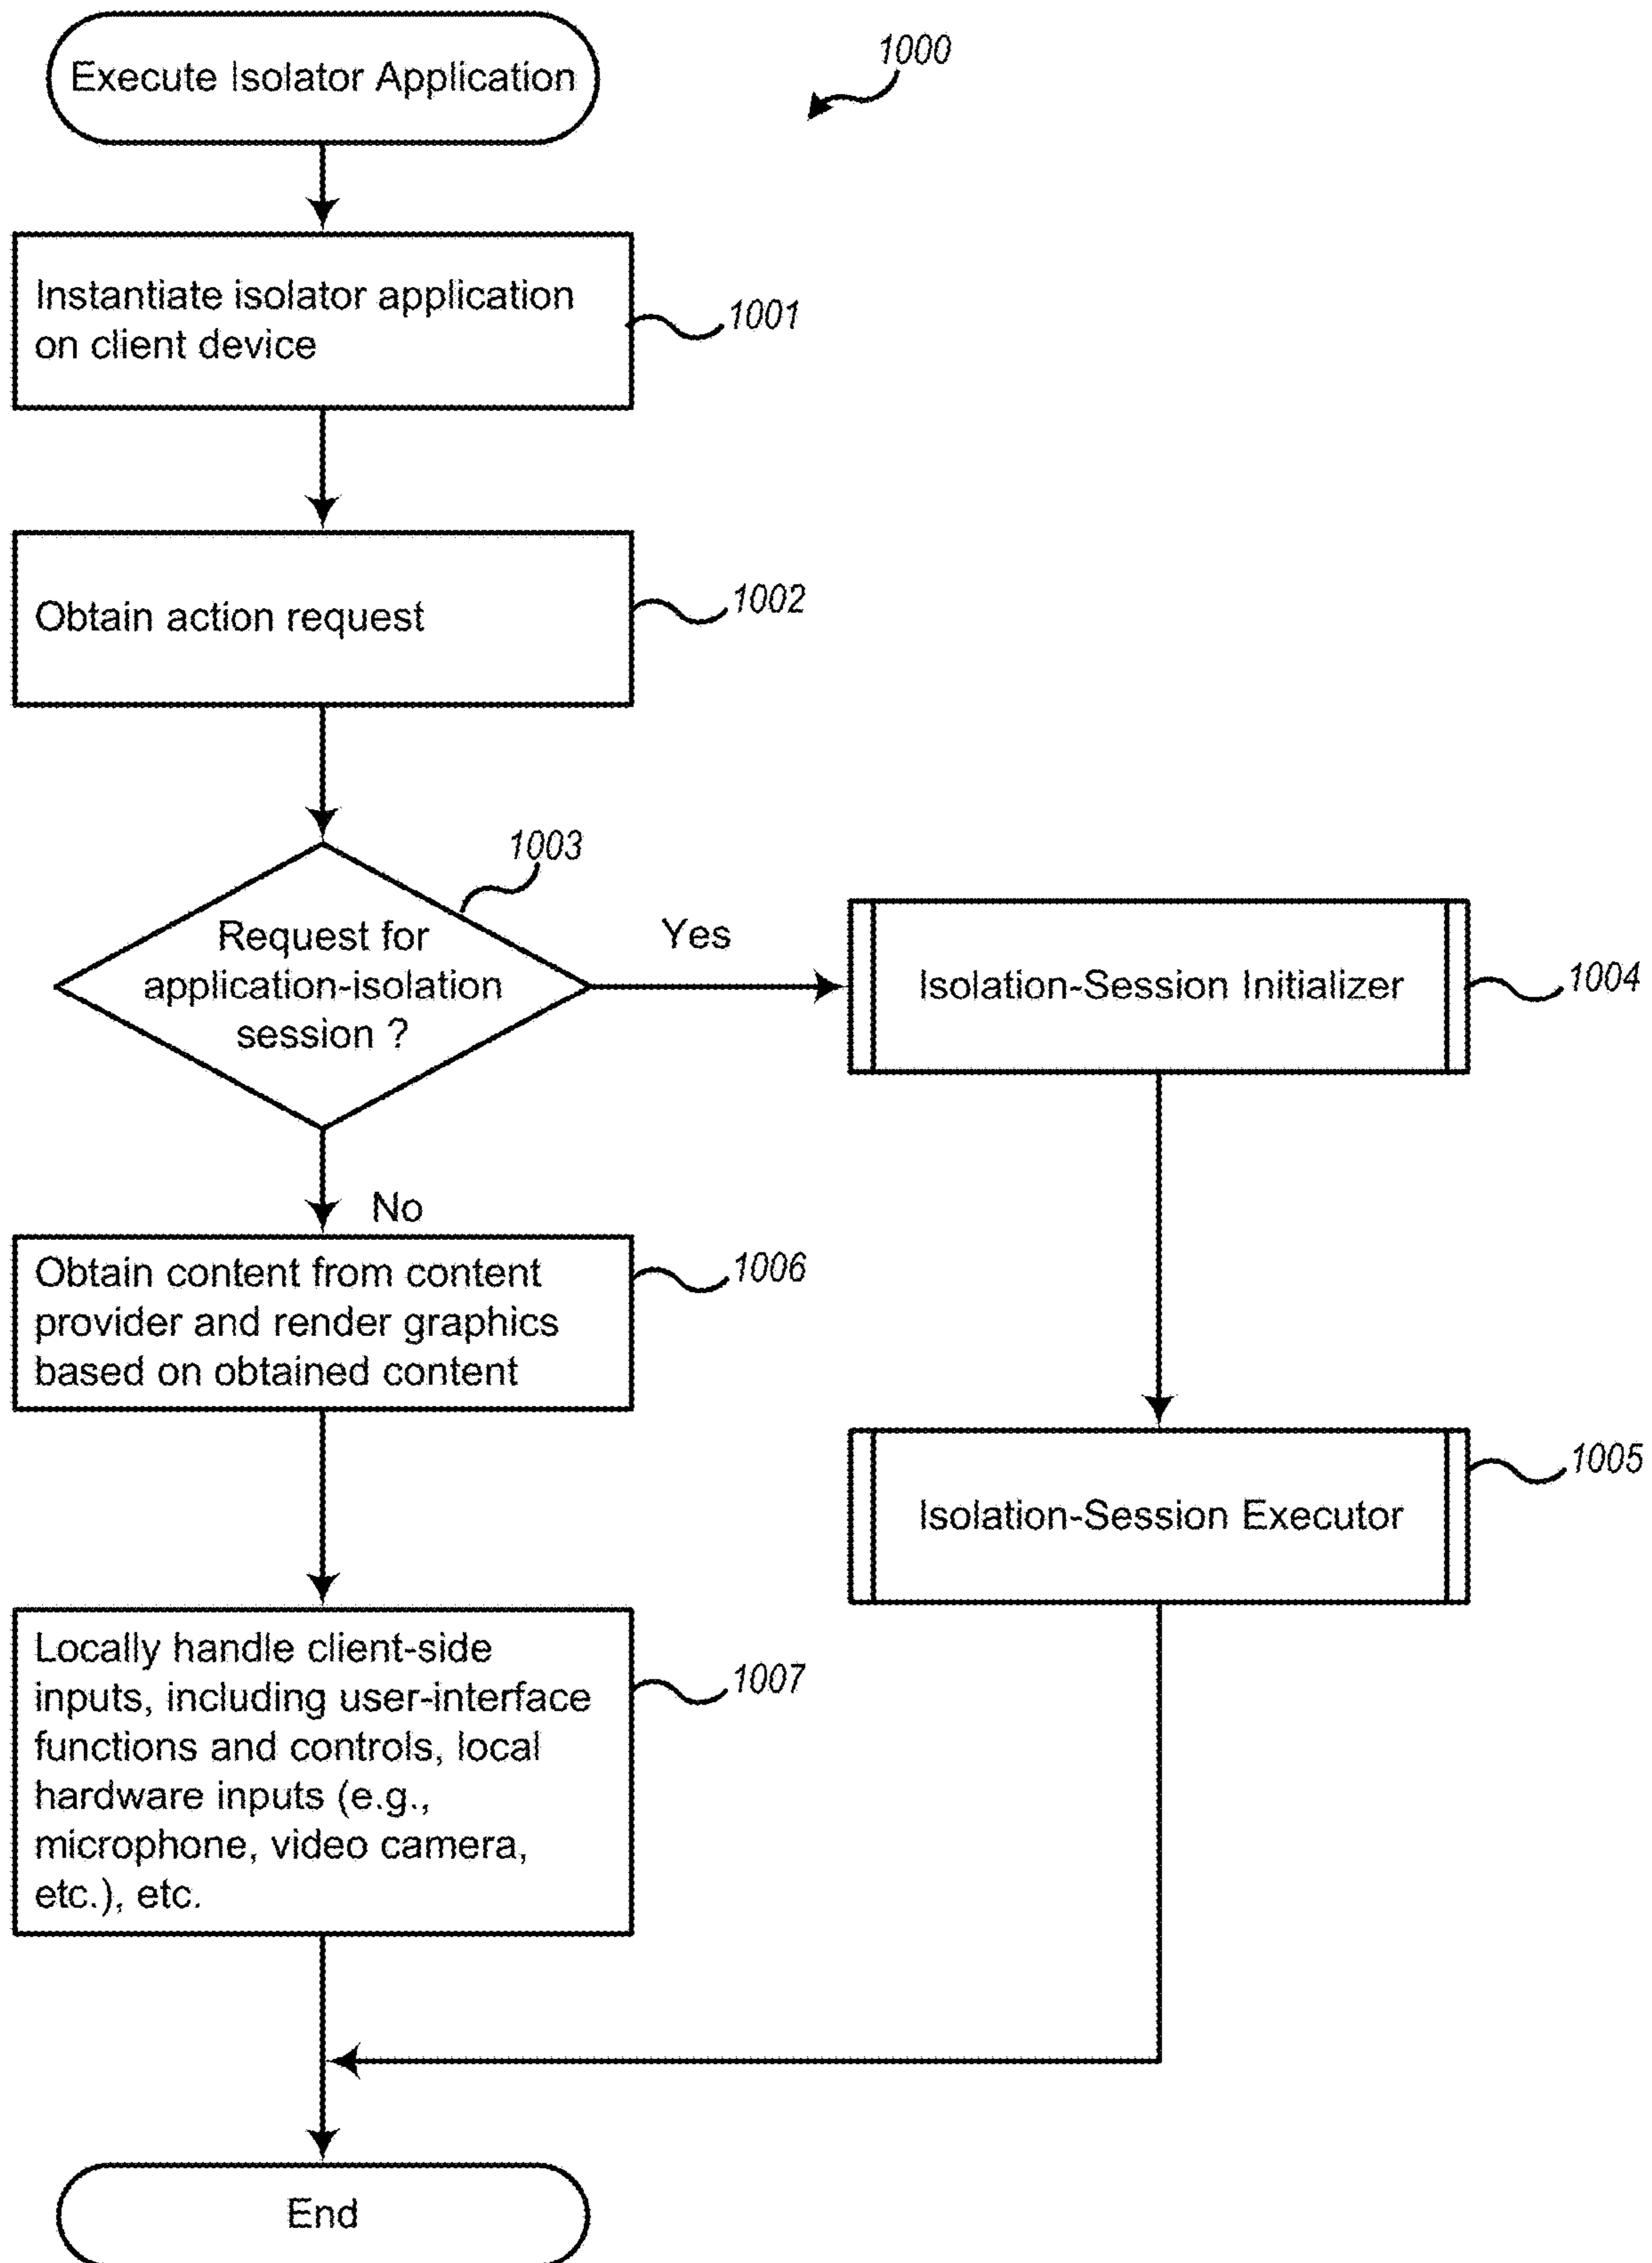 Execute Isolator Application
1000
Instantiate isolator application
on client device
1001
Obtain action request
1002
1003
Request for
application-isolation
session ?
Yes
Isolation-Session Initializer
1004
No
Obtain content from content
provider and render graphics
based on obtained content
1006
Isolation-Session Executor
1005
Locally handle client-side
inputs, including user-interface
functions and controls, local
hardware inputs (e.g.,
microphone, video camera,
etc.), etc.
1007
End